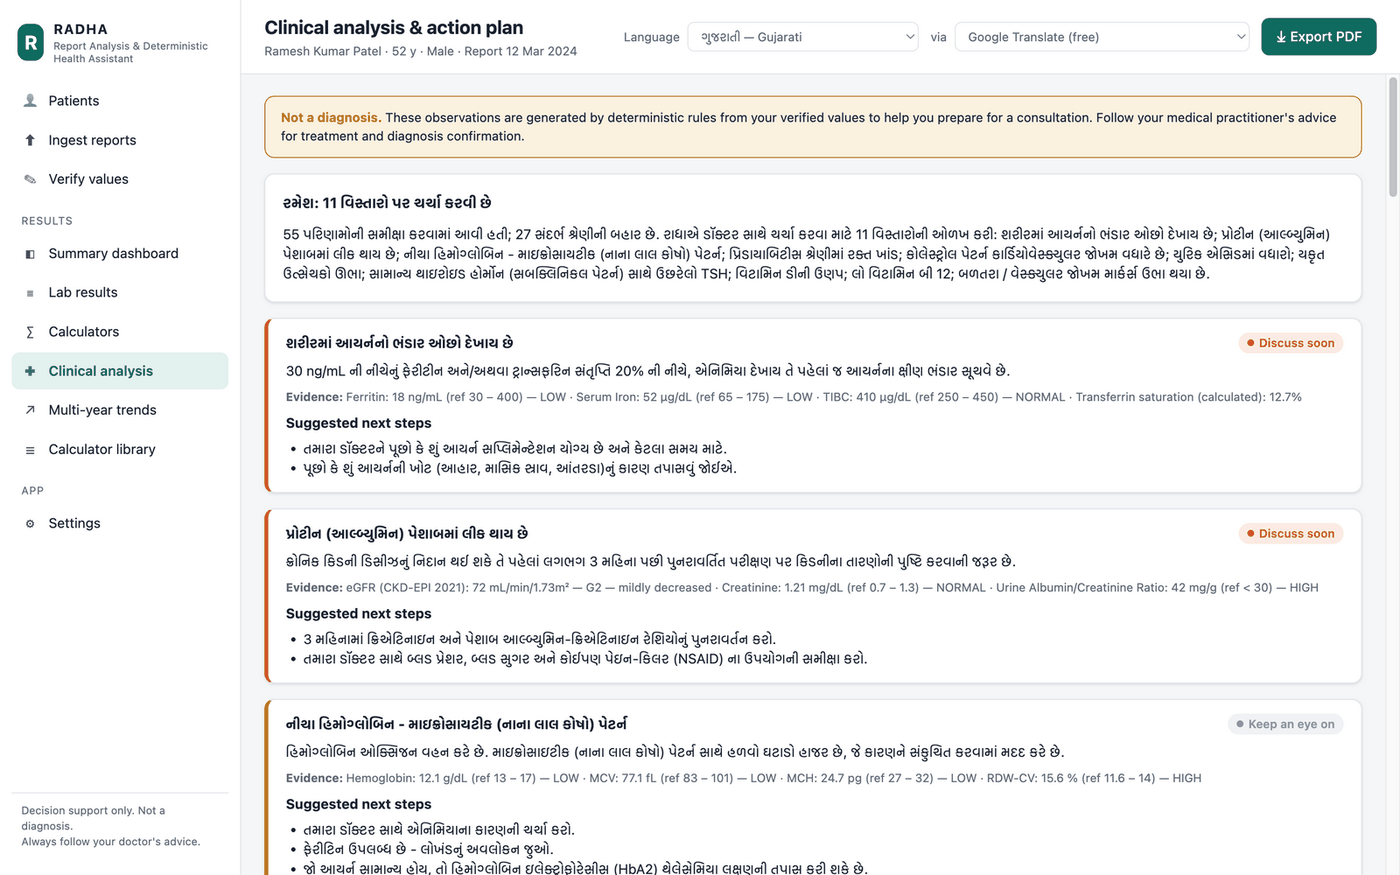 R
RADHA
Report Analysis & Deterministic
Health Assistant
Patients
Ingest reports
Verify values
RESULTS
Summary dashboard
Lab results
Calculators
Clinical analysis
Multi-year trends
Calculator library
APP
Settings
Decision support only. Not a
diagnosis.
Always follow your doctor's advice.
Clinical analysis & action plan
Ramesh Kumar Patel · 52 y · Male · Report 12 Mar 2024
Language
ગુજરાતી — Gujarati
via
Google Translate (free)
Export PDF
Not a diagnosis. These observations are generated by deterministic rules from your verified values to help you prepare for a consultation. Follow your medical practitioner's advice
for treatment and diagnosis confirmation.
રમેશ: 11 વિસ્તારો પર ચર્ચા કરવી છે
55 પરિણામોની સમીક્ષા કરવામાં આવી હતી; 27 સંદર્ભ શ્રેણીની બહાર છે. રાધાએ ડૉક્ટર સાથે ચર્ચા કરવા માટે 11 વિસ્તારોની ઓળખ કરી: શરીરમાં આયર્નનો ભંડાર ઓછો દેખાય છે; પ્રોટીન (આલ્બ્યુમિન)
પેશાબમાં લીક થાય છે; નીચા હિમોગ્લોબિન - માઇક્રોસાયટીક (નાના લાલ કોષો) પેટર્ન; પ્રિડાયાબિટીસ શ્રેણીમાં રક્ત ખાંડ; કોલેસ્ટ્રોલ પેટર્ન કાર્ડિયોવેસ્ક્યુલર જોખમ વધારે છે; યુરિક એસિડમાં વધારો; યકૃત
ઉત્સેચકો ઊભા; સામાન્ય થાઇરોઇડ હોર્મોન (સબક્લિનિકલ પેટર્ન) સાથે ઉછરેલો TSH; વિટામિન ડીની ઉણપ; લો વિટામિન બી 12; બળતરા / વેસ્ક્યુલર જોખમ માર્કર્સ ઉભા થયા છે.
શરીરમાં આયર્નનો ભંડાર ઓછો દેખાય છે
Discuss soon
30 ng/mL ની નીચેનું ફેરીટીન અને/અથવા ટ્રાન્સફરિન સંતૃપ્તિ 20% ની નીચે, એનિમિયા દેખાય તે પહેલાં જ આયર્નના ક્ષીણ ભંડાર સૂચવે છે.
Evidence: Ferritin: 18 ng/mL (ref 30 – 400) — LOW · Serum Iron: 52 µg/dL (ref 65 – 175) — LOW · TIBC: 410 µg/dL (ref 250 – 450) — NORMAL · Transferrin saturation (calculated): 12.7%
Suggested next steps
• તમારા ડૉક્ટરને પૂછો કે શું આયર્ન સપ્લિમેન્ટેશન યોગ્ય છે અને કેટલા સમય માટે.
• પૂછો કે શું આયર્નની ખોટ (આહાર, માસિક સ્રાવ, આંતરડા)નું કારણ તપાસવું જોઈએ.
પ્રોટીન (આલ્બ્યુમિન) પેશાબમાં લીક થાય છે
Discuss soon
ક્રોનિક કિડની ડિસીઝનું નિદાન થઈ શકે તે પહેલાં લગભગ 3 મહિના પછી પુનરાવર્તિત પરીક્ષણ પર કિડનીના તારણોની પુષ્ટિ કરવાની જરૂર છે.
Evidence: eGFR (CKD-EPI 2021): 72 mL/min/1.73m² — G2 — mildly decreased · Creatinine: 1.21 mg/dL (ref 0.7 – 1.3) — NORMAL · Urine Albumin/Creatinine Ratio: 42 mg/g (ref < 30) — HIGH
Suggested next steps
• 3 મહિનામાં ક્રિએટિનાઇન અને પેશાબ આલ્બ્યુમિન-ક્રિએટિનાઇન રેશિયોનું પુનરાવર્તન કરો.
• તમારા ડૉક્ટર સાથે બ્લડ પ્રેશર, બ્લડ સુગર અને કોઈપણ પેઇન-કિલર (NSAID) ના ઉપયોગની સમીક્ષા કરો.
નીચા હિમોગ્લોબિન - માઇક્રોસાયટીક (નાના લાલ કોષો) પેટર્ન
Keep an eye on
હિમોગ્લોબિન ઓક્સિજન વહન કરે છે. માઇક્રોસાઇટીક (નાના લાલ કોષો) પેટર્ન સાથે હળવો ઘટાડો હાજર છે, જે કારણને સંકુચિત કરવામાં મદદ કરે છે.
Evidence: Hemoglobin: 12.1 g/dL (ref 13 – 17) — LOW · MCV: 77.1 fL (ref 83 – 101) — LOW · MCH: 24.7 pg (ref 27 – 32) — LOW · RDW-CV: 15.6 % (ref 11.6 – 14) — HIGH
Suggested next steps
• તમારા ડૉક્ટર સાથે એનિમિયાના કારણની ચર્ચા કરો.
• ફેરીટિન ઉપલબ્ધ છે - લોખંડનું અવલોકન જુઓ.
• જો આયર્ન સામાન્ય હોય, તો હિમોગ્લોબિન ઇલેક્ટ્રોફોરેસીસ (HbA2) થેલેસેમિયા લક્ષણની તપાસ કરી શકે છે.